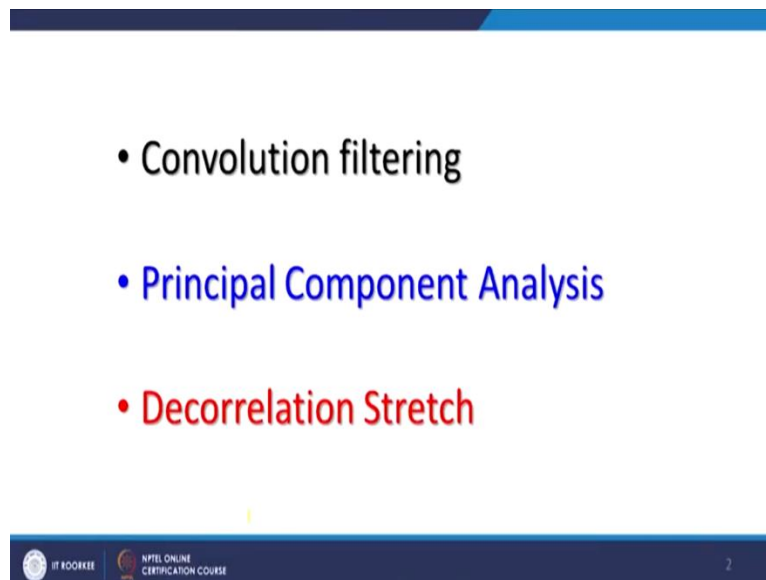 • Convolution filtering
• Principal Component Analysis
• Decorrelation Stretch
IIT ROORKEE
NPTEL ONLINE
CERTIFICATION COURSE
2